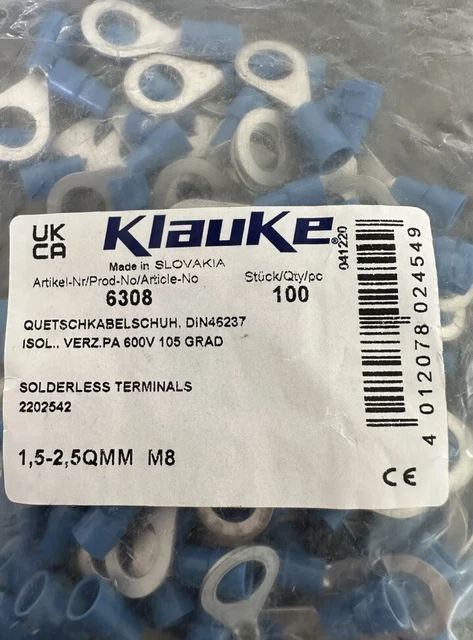 UK
CA
Klauke®
Made in SLOVAKIA
Artikel-Nr/Prod-No/Article-No
6308
Stück/Qty/pc
100
QUETSCHKABELSCHUH, DIN46237
ISOL., VERZ.PA 600V 105 GRAD
SOLDERLESS TERMINALS
2202542
1,5-2,5QMM M8
041220
4 012078 024549
CE